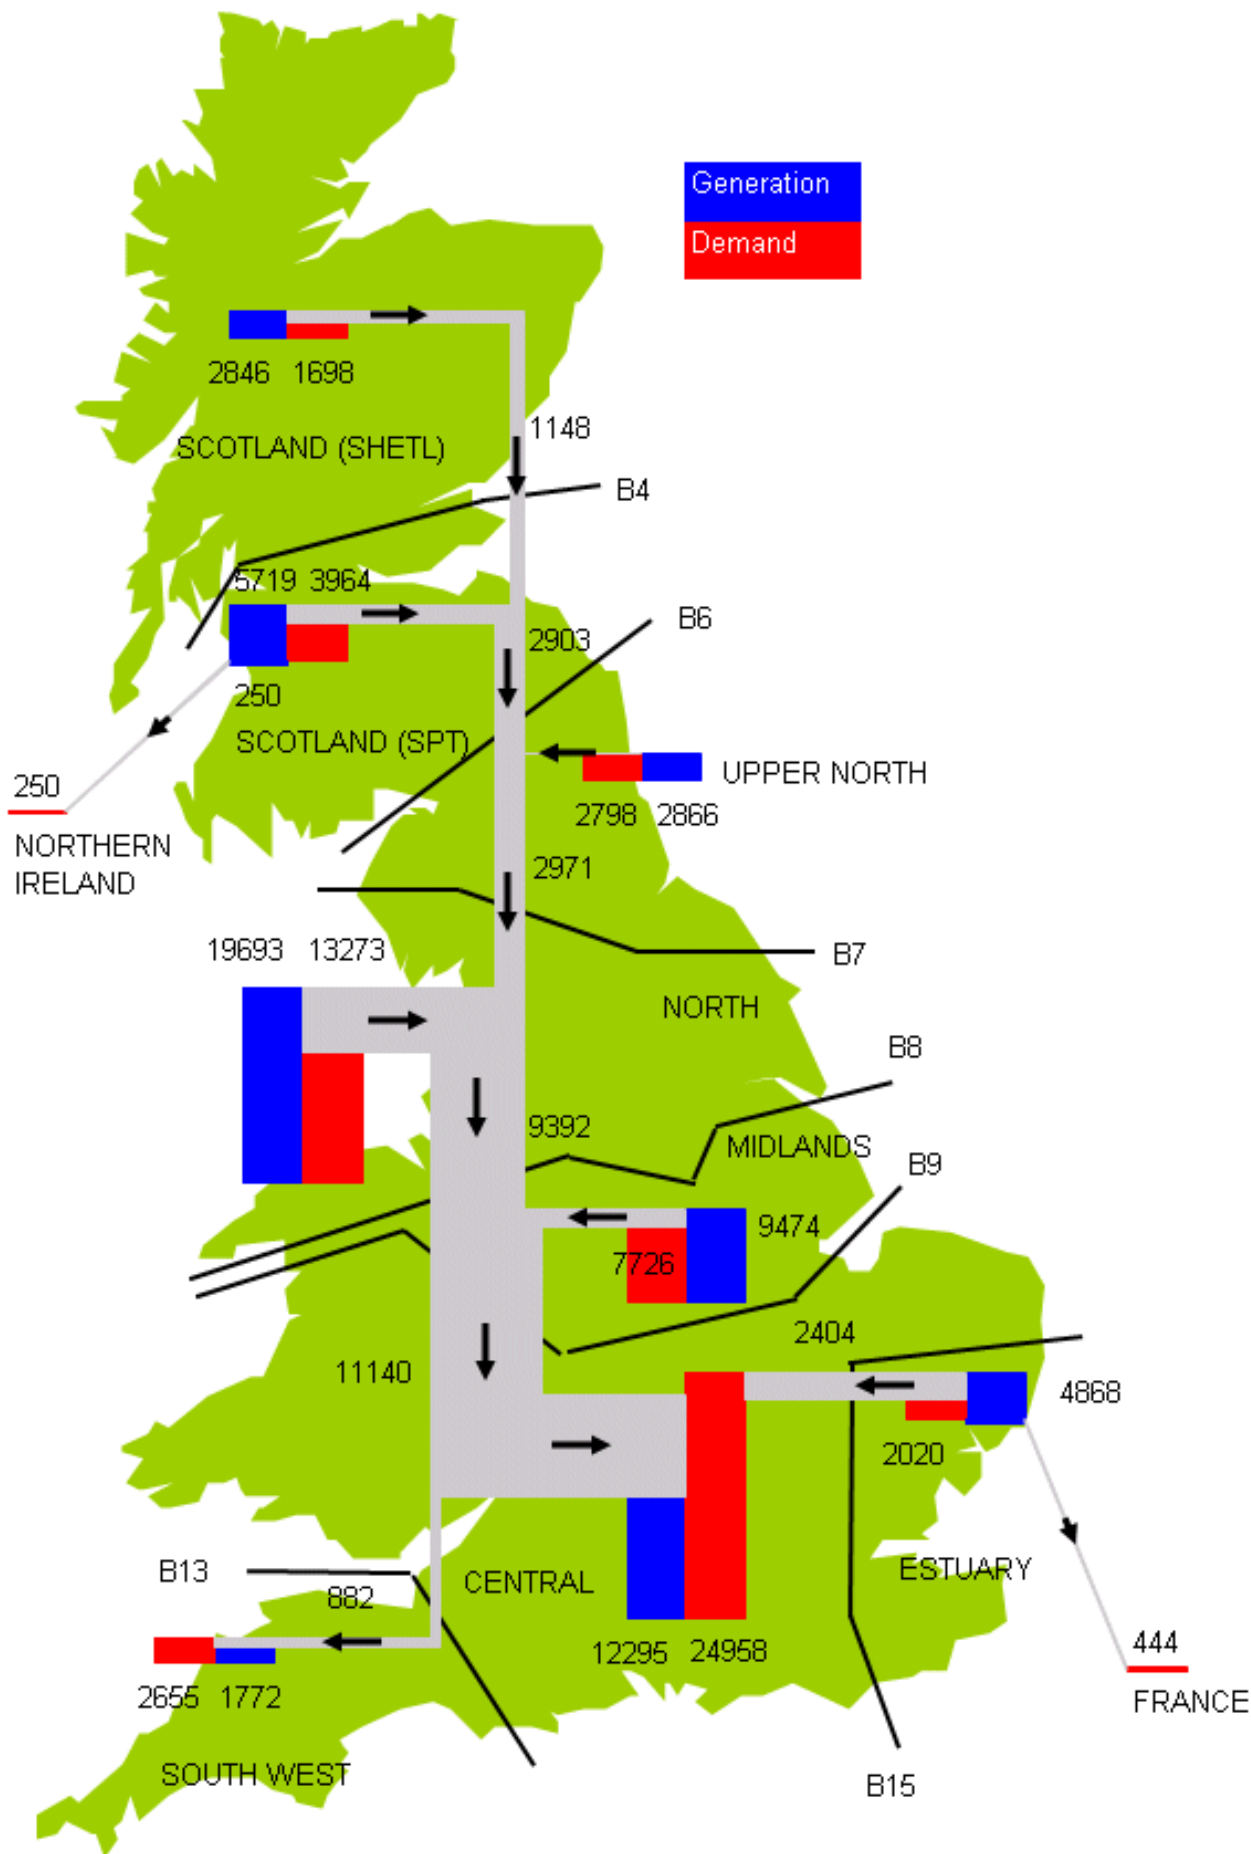 Generation
Demand
2846 1698
1148
SCOTLAND (SHETL)
B4
5719 3964
B6
2903
250
SCOTLAND (SPT)
250
UPPER NORTH
2798 2866
NORTHERN
IRELAND
2971
19693 13273
B7
NORTH
B8
9392
MIDLANDS
B9
9474
7726
2404
11140
4868
2020
B13
CENTRAL
ESTUARY
882
12295 24958
444
2655 1772
FRANCE
SOUTH WEST
B15